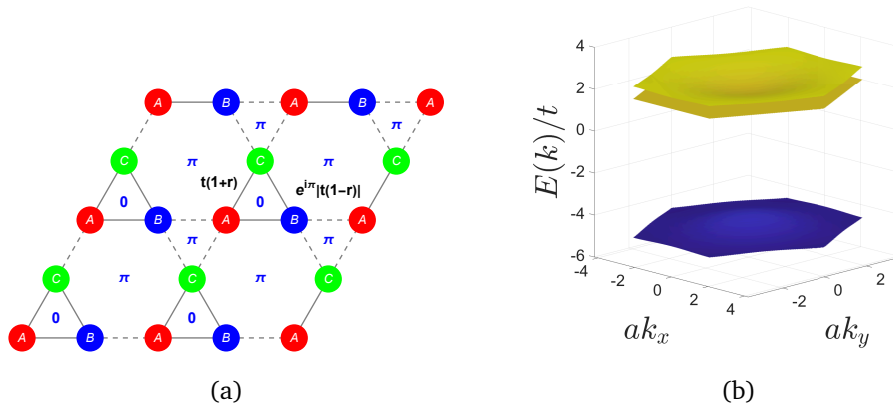 A B A B A
π π
C π C π C
t(1+r) e^{iπ}|t(1−r)|
0 0
A B A B A
π π
C π C π C
0 0
A B A B A
(a)
4
2
0
-2
-4
-6
E(k)/t
-4
-2
0
2
4
ak_x
-2
0
2
ak_y
(b)